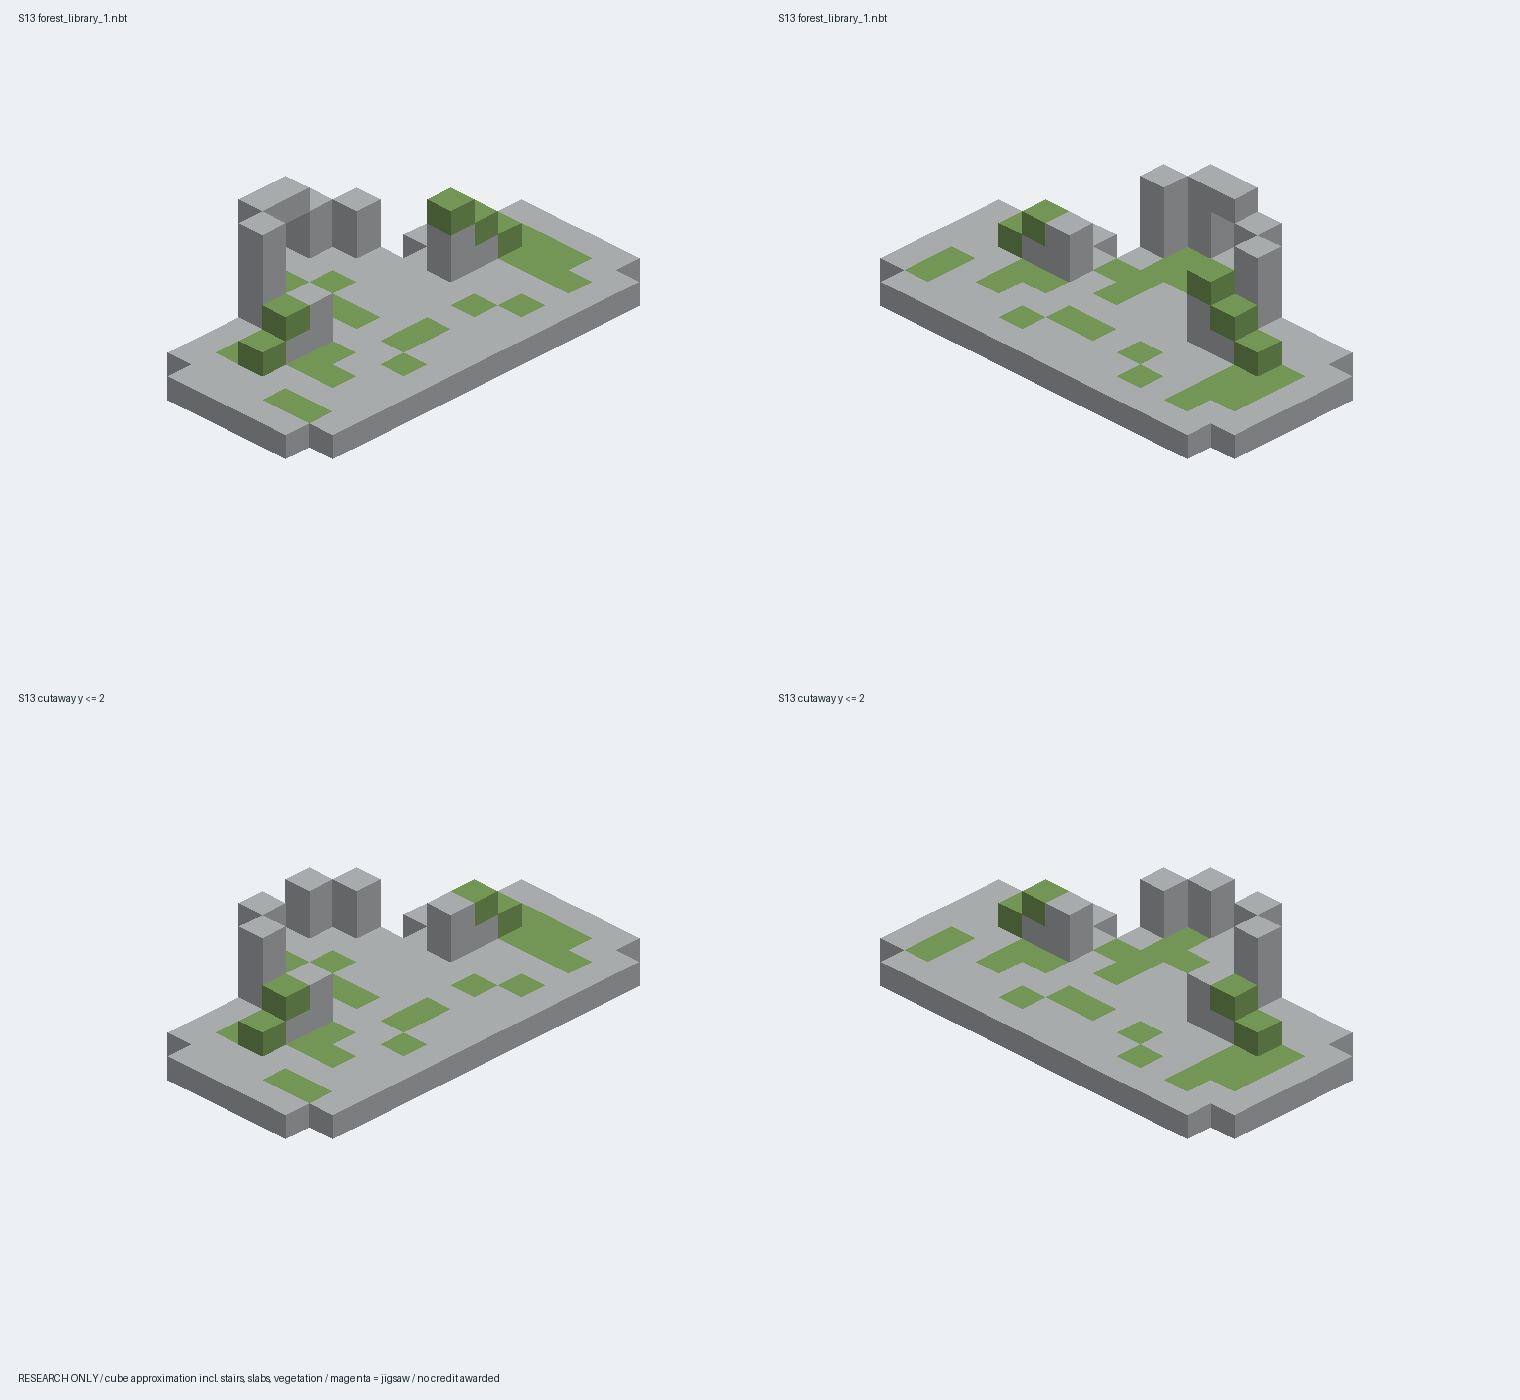 S13 forest_library_1.nbt
S13 forest_library_1.nbt
S13 cutaway y <= 2
S13 cutaway y <= 2
RESEARCH ONLY / cube approximation incl. stairs, slabs, vegetation / magenta = jigsaw / no credit awarded